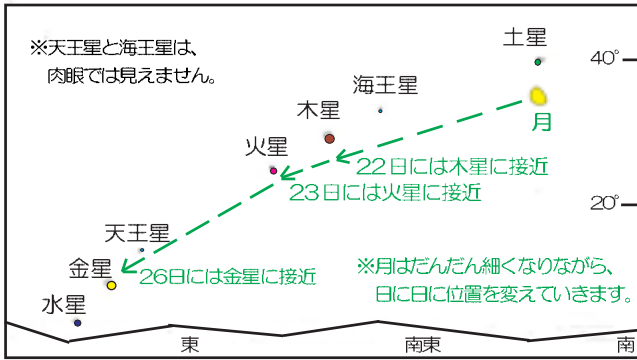 ※天王星と海王星は、
肉眼では見えません。
土星
40°
海王星
月
木星
火星
22日には木星に接近
23日には火星に接近
20°
天王星
金星
26日には金星に接近
※月はだんだん細くなりながら、
日に日に位置を変えていきます。
水星
東
南東
南